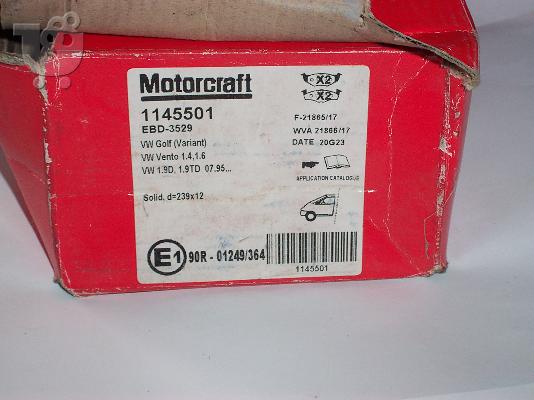 Motorcraft
1145501
EBD-3529
VW Golf (Variant)
VW Vento 1.4,1.6
VW 1.9D, 1.9TD 07.95...
Solid, d=239x12
X2
X2
F-21865/17
WVA 21866/17
DATE 20G23
APPLICATION CATALOGUE
E1 90R - 01249/364
1145501